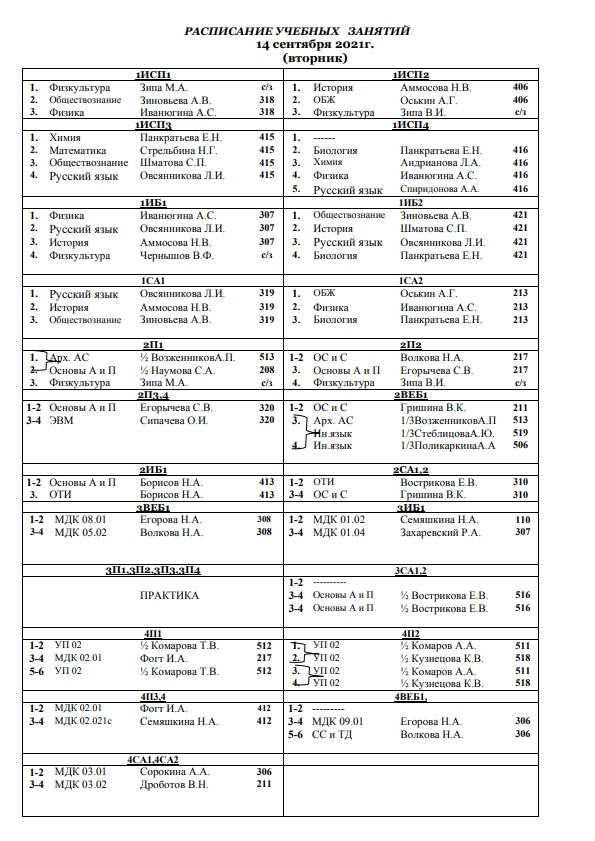 РАСПИСАНИЕ УЧЕБНЫХ ЗАНЯТИЙ
14 сентября 2021г.
(вторник)
1ИСП1
1. Физкультура Зипа М.А. с/з
2. Обществознание Зиновьева А.В. 318
3. Физика Иванюгина А.С. 318
1ИСП2
1. История Аммосова Н.В. 406
2. ОБЖ Оськин А.Г. 406
3. Физкультура Зипа В.И. с/з
1ИСП3
1. Химия Панкратьева Е.Н. 415
2. Математика Стрельбина Н.Г. 415
3. Обществознание Шматова С.П. 415
4. Русский язык Овсянникова Л.И. 415
1ИСП4
1. ------
2. Биология Панкратьева Е.Н. 416
3. Химия Андрианова Л.А. 416
4. Физика Иванюгина А.С. 416
5. Русский язык Спиридонова А.А. 416
1ИБ1
1. Физика Иванюгина А.С. 307
2. Русский язык Овсянникова Л.И. 307
3. История Аммосова Н.В. 307
4. Физкультура Чернышов В.Ф. с/з
1ИБ2
1. Обществознание Зиновьева А.В. 421
2. История Шматова С.П. 421
3. Русский язык Овсянникова Л.И. 421
4. Биология Панкратьева Е.Н. 421
1СА1
1. Русский язык Овсянникова Л.И. 319
2. История Аммосова Н.В. 319
3. Обществознание Зиновьева А.В. 319
1СА2
1. ОБЖ Оськин А.Г. 213
2. Физика Иванюгина А.С. 213
3. Биология Панкратьева Е.Н. 213
2П1
1. Арх. АС ½ ВозженниковА.П. 513
2. Основы А и П ½ Наумова С.А. 208
3. Физкультура Зипа М.А. с/з
2П2
1-2 ОС и С Волкова Н.А. 217
3. Основы А и П Егорычева С.В. 217
4. Физкультура Зипа В.И. с/з
2П3,4
1-2 Основы А и П Егорычева С.В. 320
3-4 ЭВМ Сипачева О.И. 320
2ВЕБ1
1-2 ОС и С Гришина В.К. 211
3. Арх. АС 1/3ВозженниковА.П 513
Ин.язык 1/3СтеблицоваА.Ю. 519
4. Ин.язык 1/3ПоликаркинаА.А 506
2ИБ1
1-2 Основы А и П Борисов Н.А. 413
3. ОТИ Борисов Н.А. 413
2СА1,2
1-2 ОТИ Вострикова Е.В. 310
3-4 ОС и С Гришина В.К. 310
3ВЕБ1
1-2 МДК 08.01 Егорова Н.А. 308
3-4 МДК 05.02 Волкова Н.А. 308
3ИБ1
1-2 МДК 01.02 Семяшкина Н.А. 110
3-4 МДК 01.04 Захаревский Р.А. 307
3П1,3П2,3П3,3П4
ПРАКТИКА
3СА1,2
1-2 ----------
3-4 Основы А и П ½ Вострикова Е.В. 516
3-4 Основы А и П ½ Вострикова Е.В. 516
4П1
1-2 УП 02 ½ Комарова Т.В. 512
3-4 МДК 02.01 Фогт И.А. 217
5-6 УП 02 ½ Комарова Т.В. 512
4П2
1. УП 02 ½ Комаров А.А. 511
2. УП 02 ½ Кузнецова К.В. 518
3. УП 02 ½ Комаров А.А. 511
4. УП 02 ½ Кузнецова К.В. 518
4П3,4
1-2 МДК 02.01 Фогт И.А. 412
3-4 МДК 02.021с Семяшкина Н.А. 412
4ВЕБ1,
1-2 ---------
3-4 МДК 09.01 Егорова Н.А. 306
5-6 СС и ТД Волкова Н.А. 306
4СА1,4СА2
1-2 МДК 03.01 Сорокина А.А. 306
3-4 МДК 03.02 Дроботов В.Н. 211